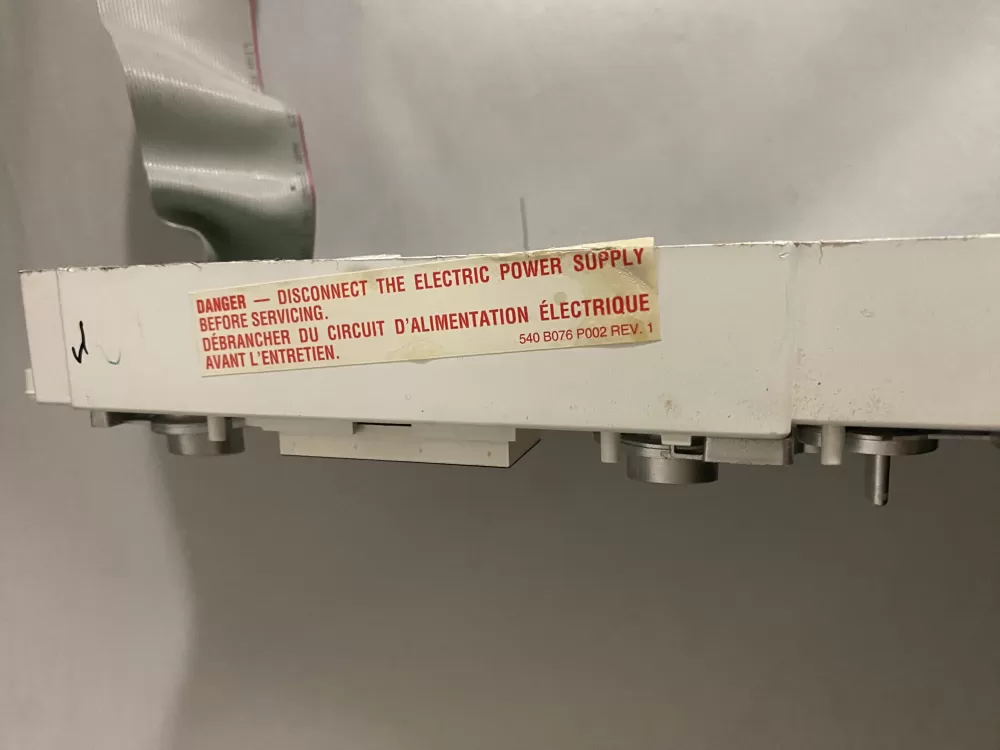 DANGER — DISCONNECT THE ELECTRIC POWER SUPPLY
BEFORE SERVICING.
DÉBRANCHER DU CIRCUIT D'ALIMENTATION ÉLECTRIQUE
AVANT L'ENTRETIEN.
540 B076 P002 REV. 1